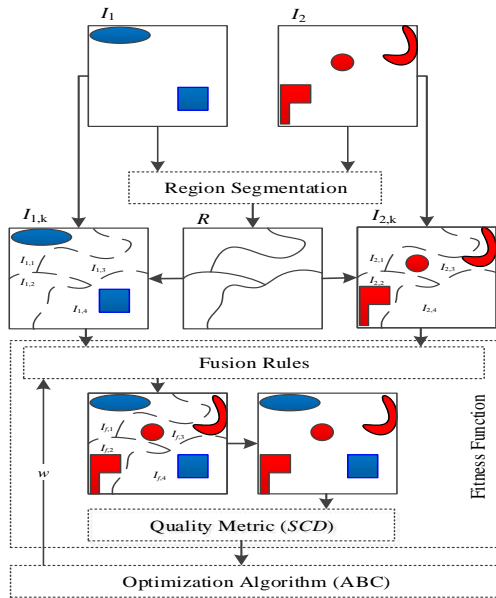 I1 I2
Region Segmentation
I1,k R I2,k
I1,1 I1,3 I1,2 I1,4
I2,1 I2,3 I2,2 I2,4
Fusion Rules
If,1 If,3 If,2 If,4
w
Fitness Function
Quality Metric (SCD)
Optimization Algorithm (ABC)